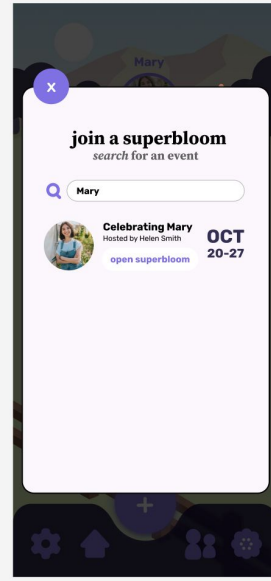 Mary
x
join a superbloom
search for an event
Mary
Celebrating Mary
Hosted by Helen Smith
open superbloom
OCT
20-27
+